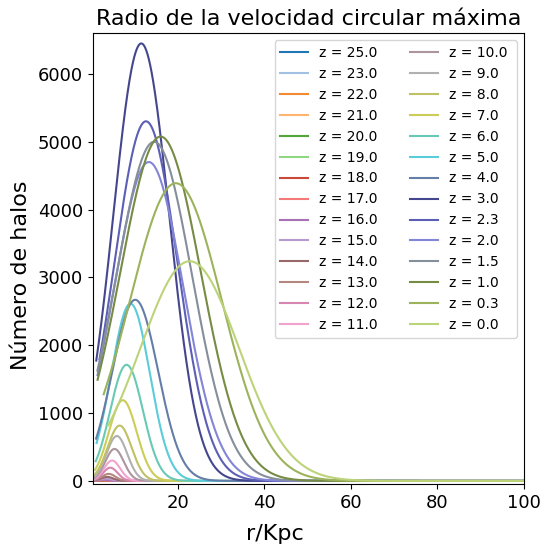 Radio de la velocidad circular máxima
Número de halos
6000
5000
4000
3000
2000
1000
0
20
40
60
80
100
r/Kpc
z = 25.0
z = 23.0
z = 22.0
z = 21.0
z = 20.0
z = 19.0
z = 18.0
z = 17.0
z = 16.0
z = 15.0
z = 14.0
z = 13.0
z = 12.0
z = 11.0
z = 10.0
z = 9.0
z = 8.0
z = 7.0
z = 6.0
z = 5.0
z = 4.0
z = 3.0
z = 2.3
z = 2.0
z = 1.5
z = 1.0
z = 0.3
z = 0.0